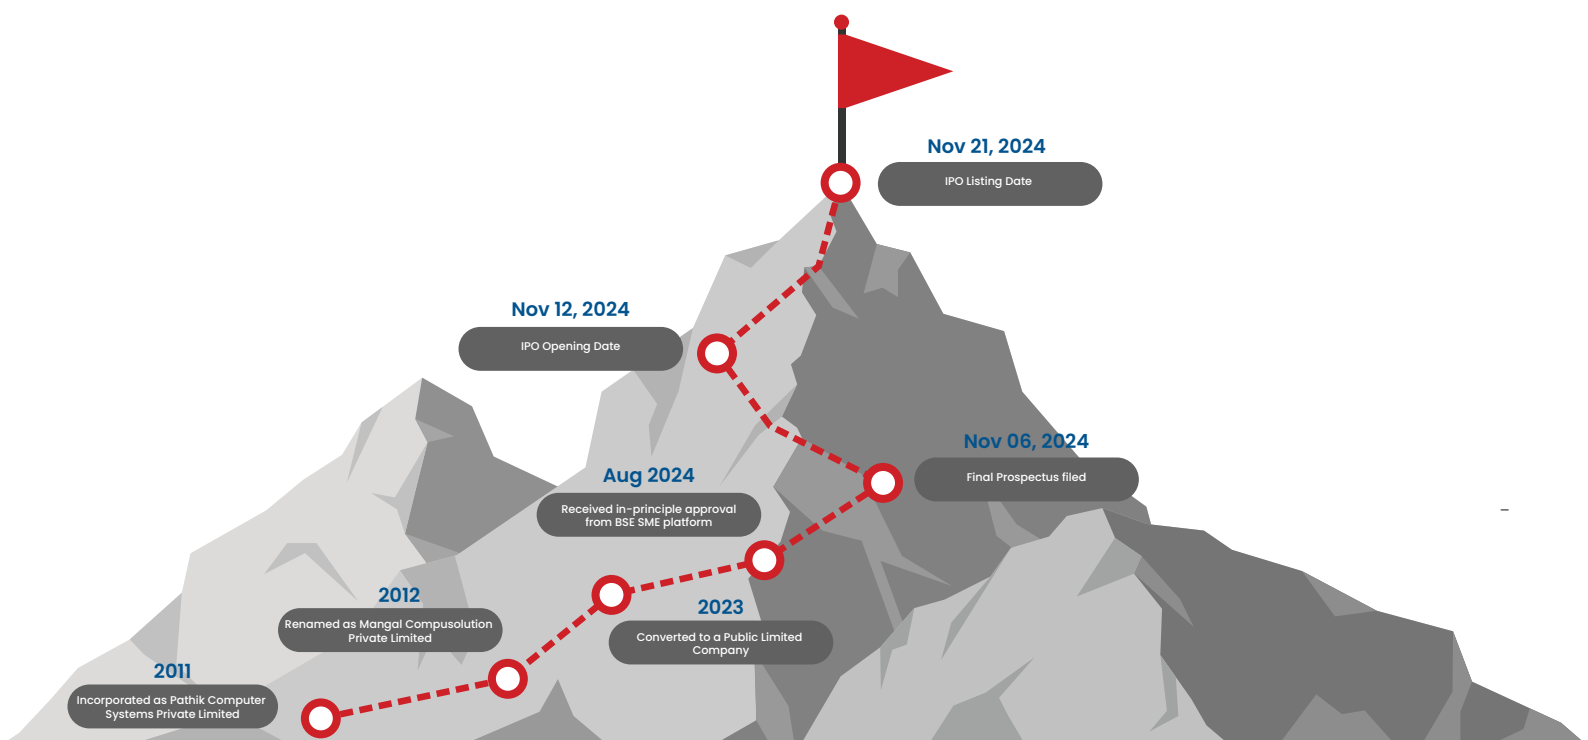 Nov 21, 2024
IPO Listing Date
Nov 12, 2024
IPO Opening Date
Nov 06, 2024
Final Prospectus filed
Aug 2024
Received in-principle approval
from BSE SME platform
2023
Converted to a Public Limited
Company
2012
Renamed as Mangal Compusolution
Private Limited
2011
Incorporated as Pathik Computer
Systems Private Limited